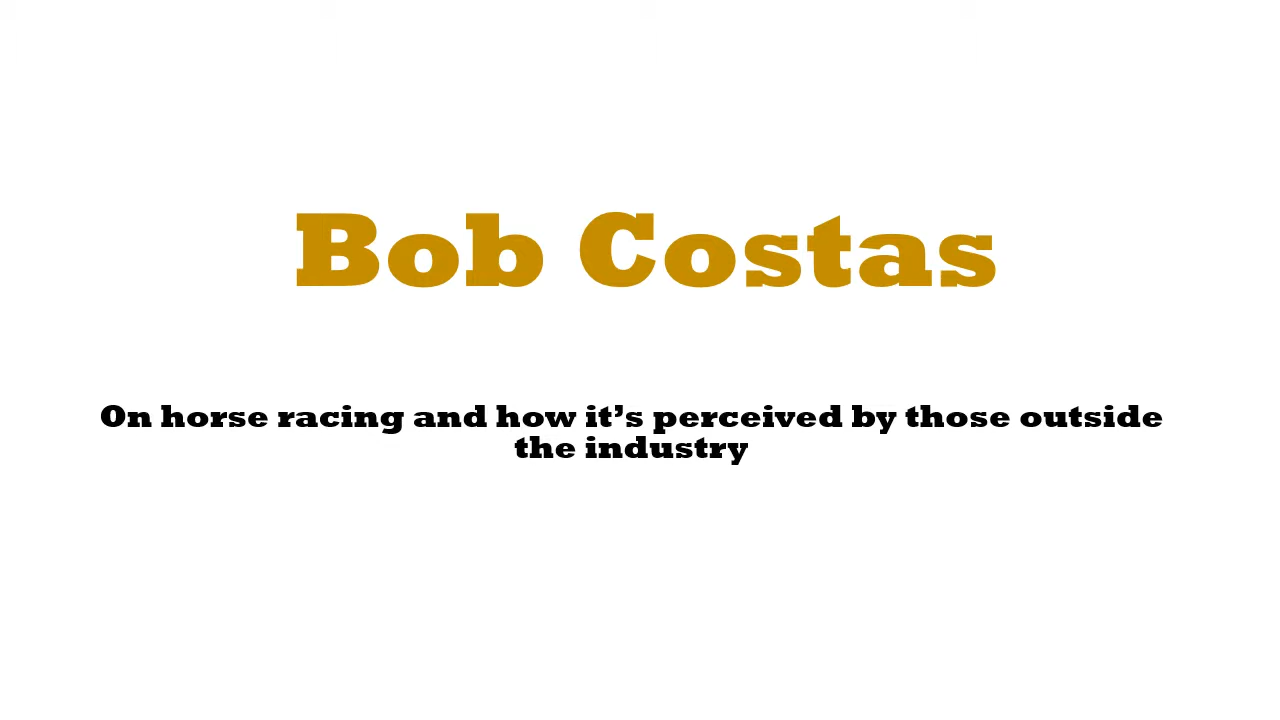 Bob Costas
On horse racing and how it’s perceived by those outside
the industry